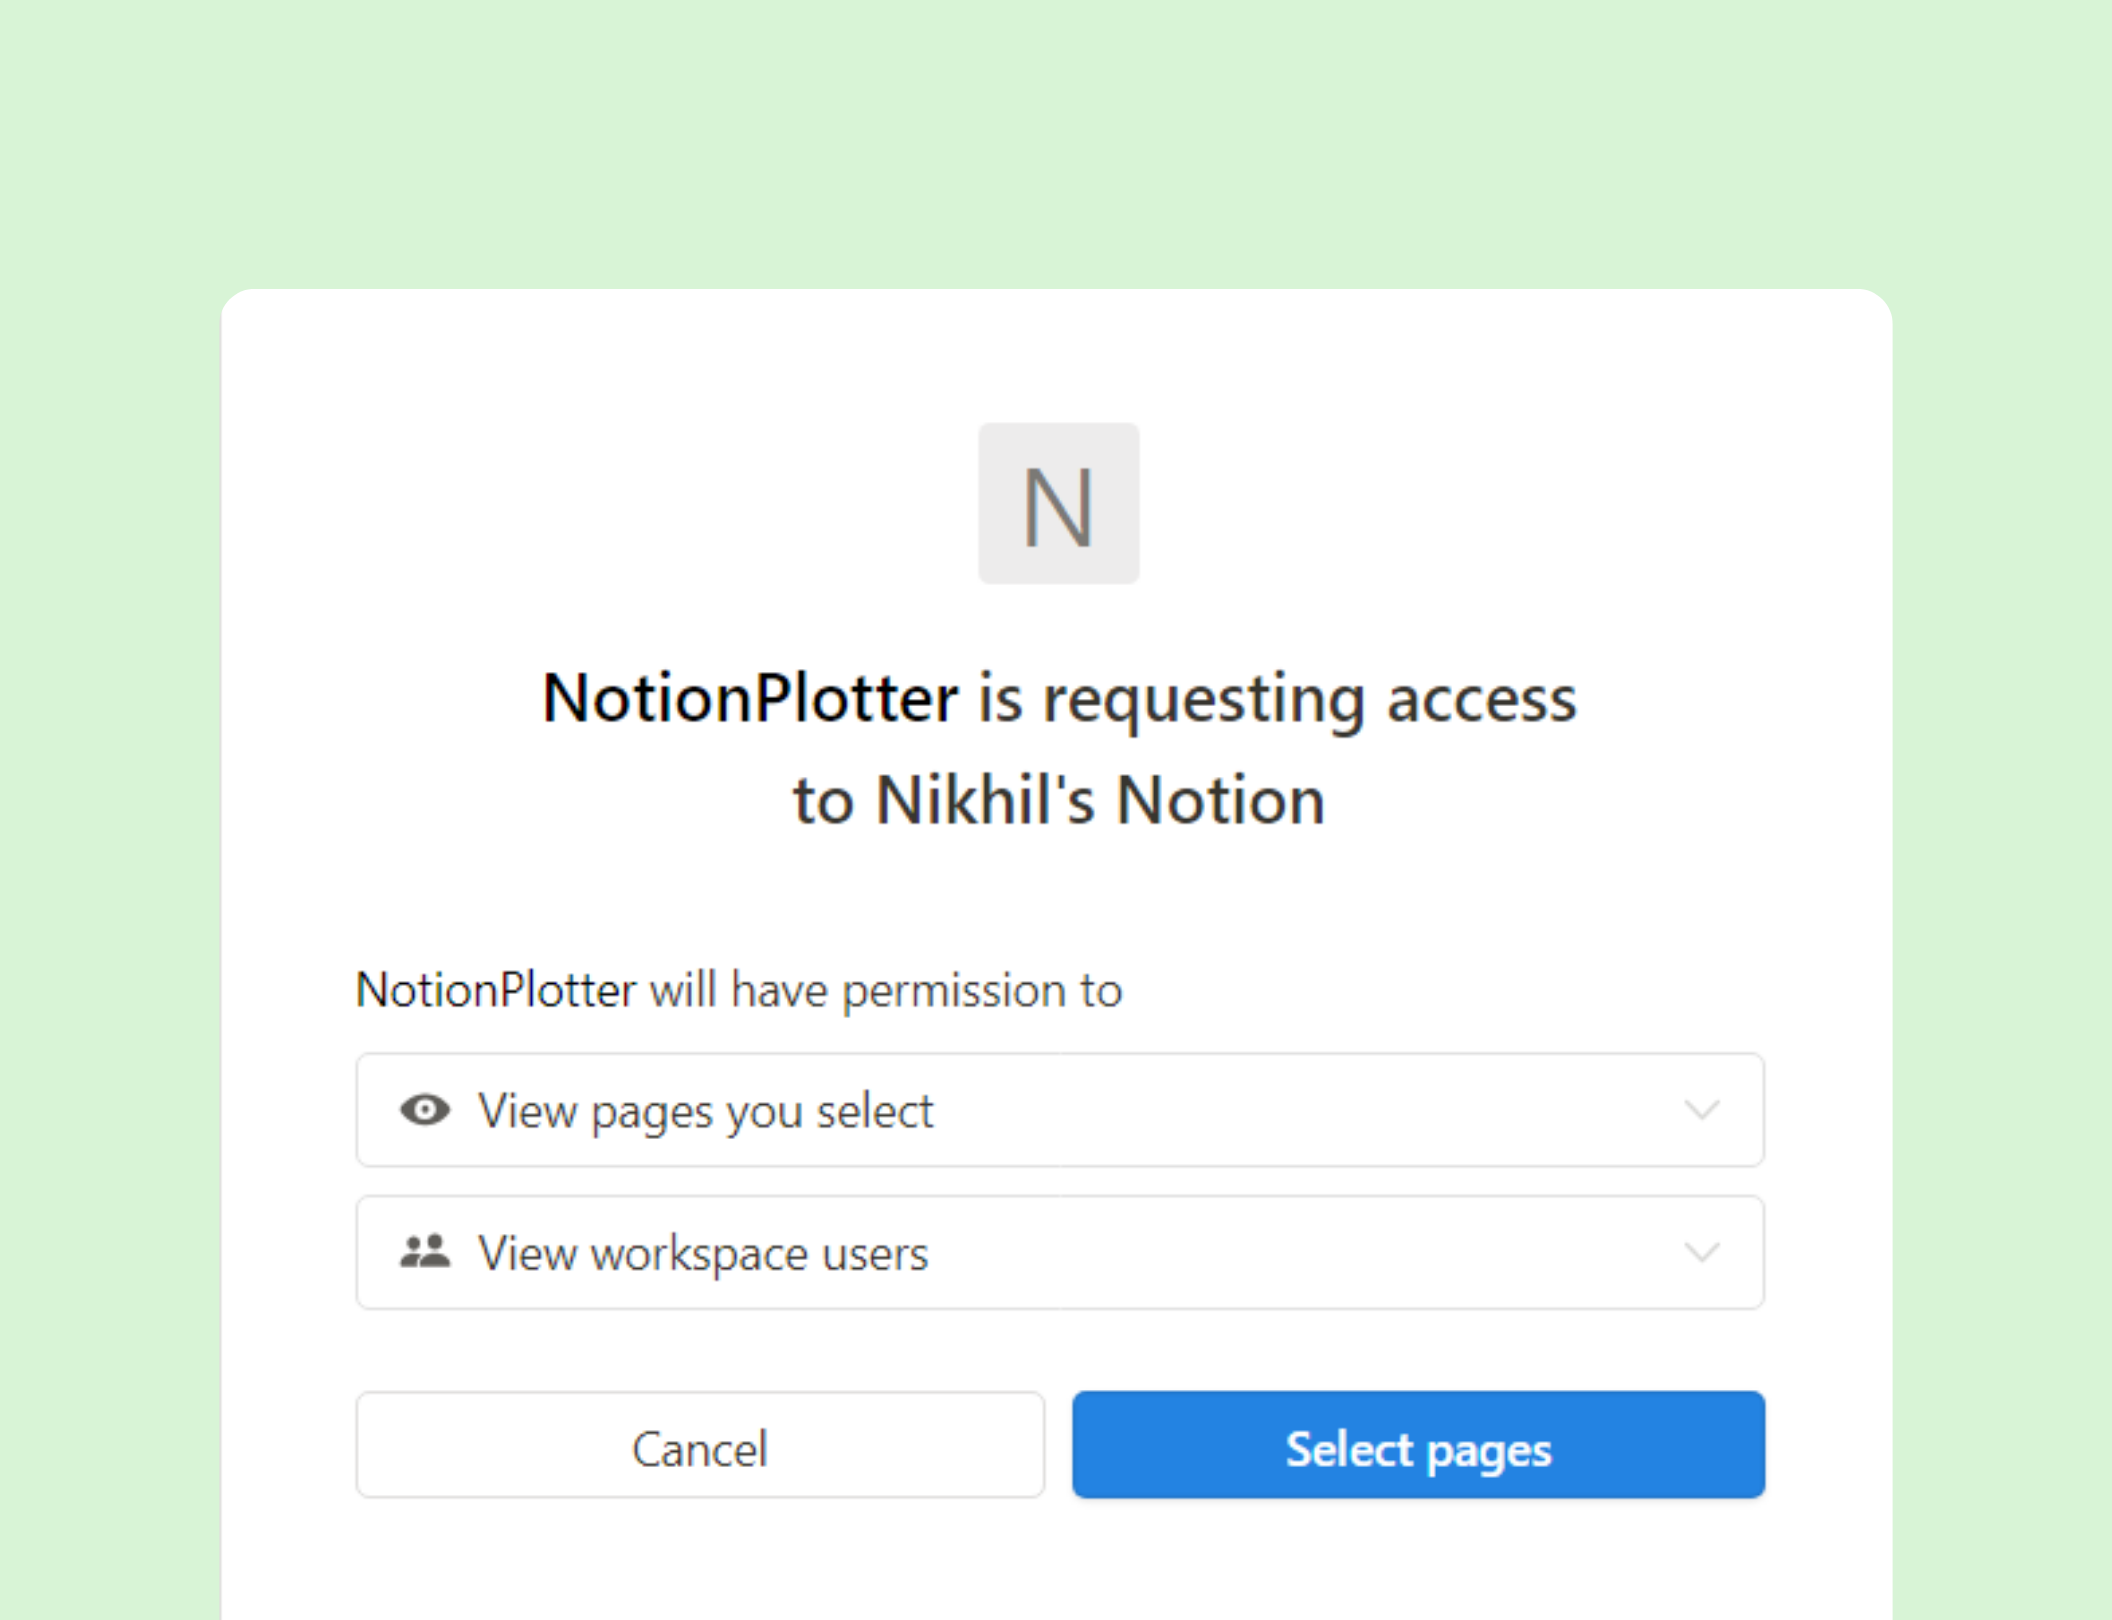 N
NotionPlotter is requesting access
to Nikhil's Notion
NotionPlotter will have permission to
View pages you select
View workspace users
Cancel
Select pages